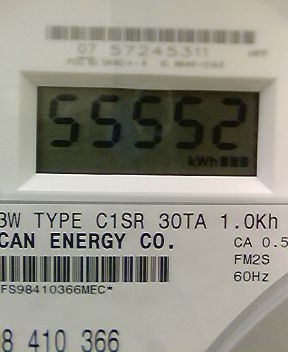 07 57245311
55552
kWh
3W TYPE C1SR 30TA 1.0Kh
CAN ENERGY CO.
CA 0.5
FM2S
60Hz
FS98410366MEC*
8 410 366